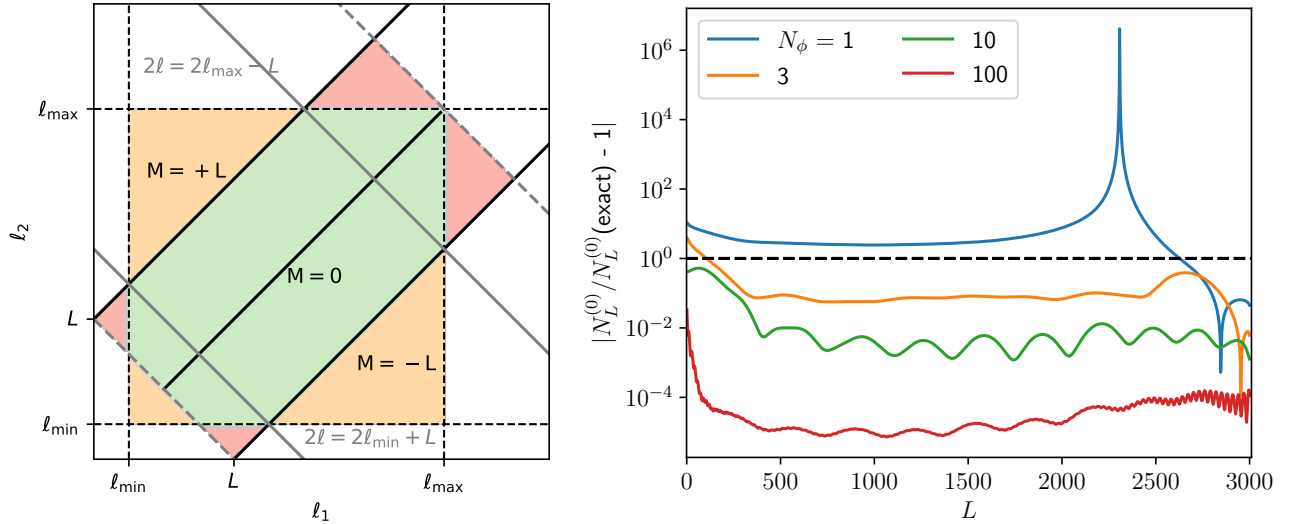 2ℓ = 2ℓmax − L
ℓmax
M = +L
ℓ2
M = 0
L
M = −L
ℓmin
2ℓ = 2ℓmin + L
ℓmin
L
ℓmax
ℓ1
Nϕ = 1
10
3
100
|N_L^(0)/N_L^(0)(exact) - 1|
10^6
10^4
10^2
10^0
10^−2
10^−4
0
500
1000
1500
2000
2500
3000
L